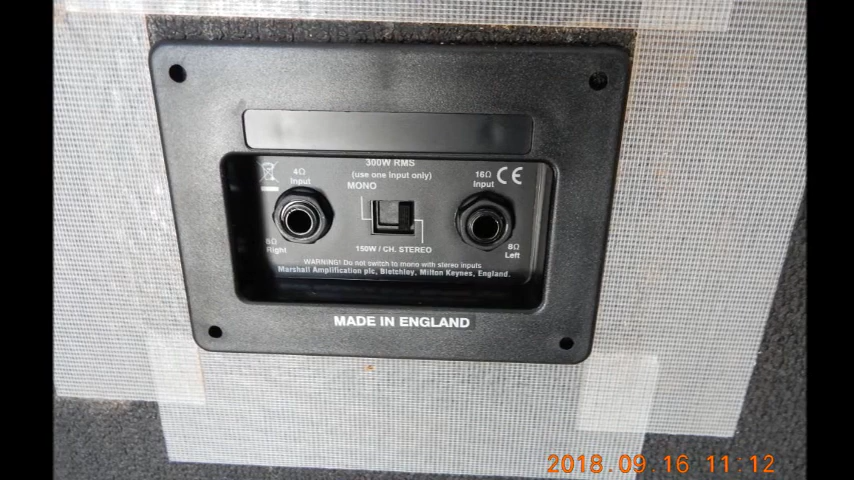 300W RMS
(use one input only)
4Ω
Input
MONO
16Ω
Input
CE
8Ω
Right
150W / CH. STEREO
8Ω
Left
WARNING! Do not switch to mono with stereo inputs
Marshall Amplification plc, Bletchley, Milton Keynes, England.
MADE IN ENGLAND
2018.09.16 11:12